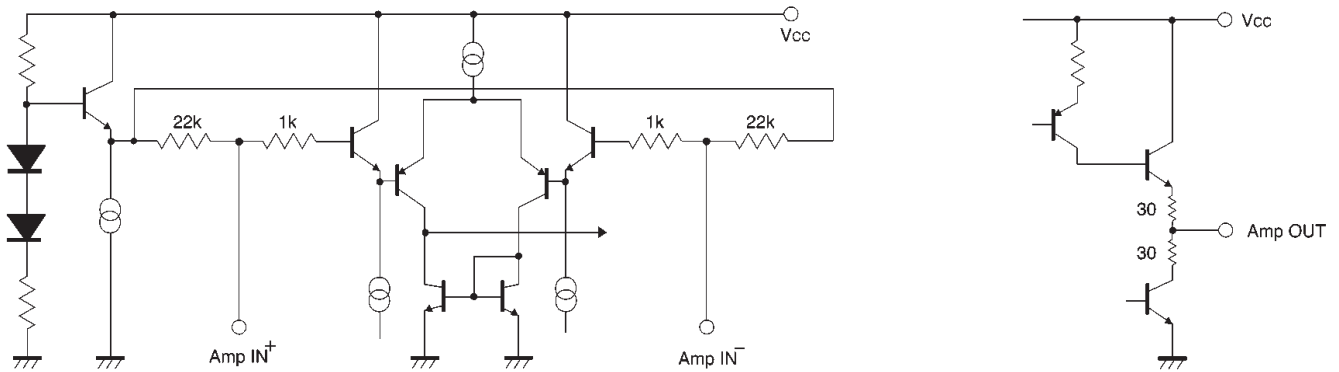 Vcc
22k
1k
1k
22k
Amp IN+
Amp IN−
Vcc
30
30
Amp OUT